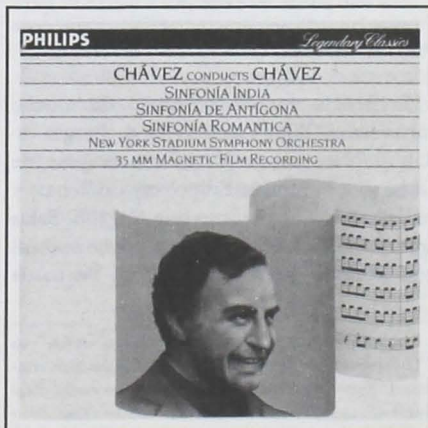 PHILIPS Legendary Classics
CHÁVEZ CONDUCTS CHÁVEZ
SINFONÍA INDIA
SINFONÍA DE ANTÍGONA
SINFONÍA ROMANTICA
NEW YORK STADIUM SYMPHONY ORCHESTRA
35 MM MAGNETIC FILM RECORDING